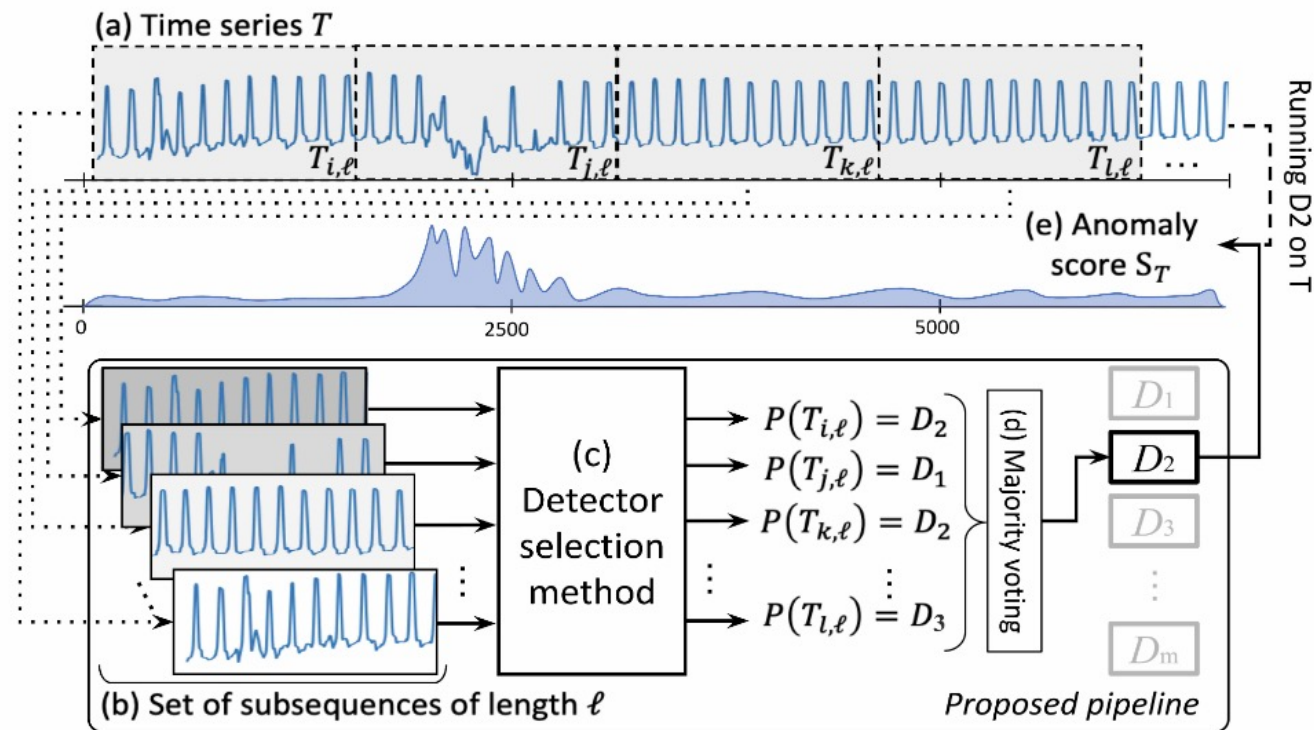 (a) Time series T
T_{i,ℓ}
T_{j,ℓ}
T_{k,ℓ}
T_{l,ℓ}
...
Running D2 on T
(e) Anomaly
score S_T
0
2500
5000
(c)
Detector
selection
method
P(T_{i,ℓ}) = D_2
P(T_{j,ℓ}) = D_1
P(T_{k,ℓ}) = D_2
P(T_{l,ℓ}) = D_3
(d) Majority voting
D_1
D_2
D_3
D_m
(b) Set of subsequences of length ℓ
Proposed pipeline